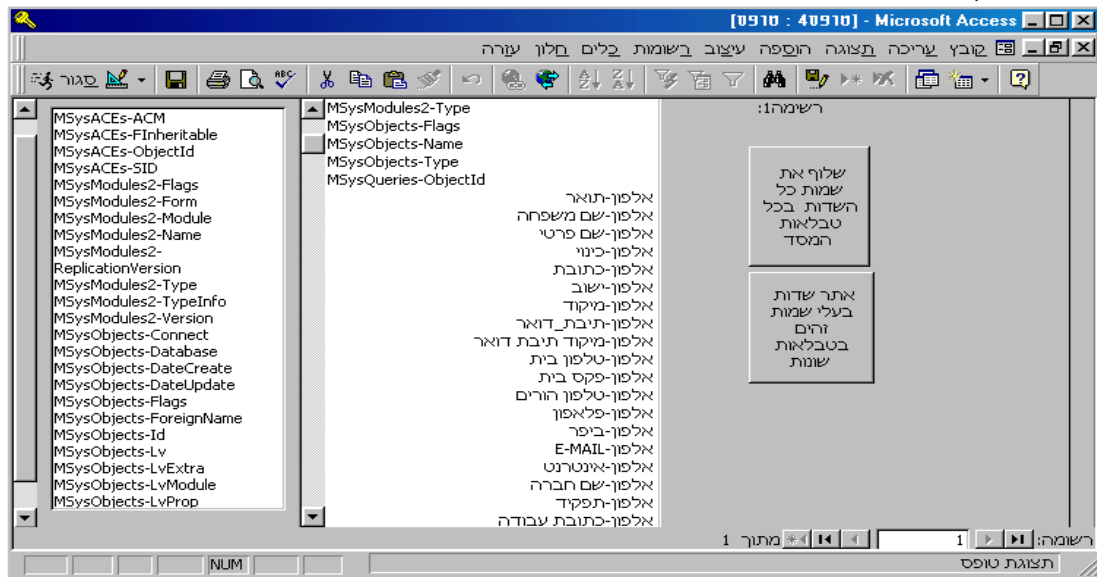 Microsoft Access - [טופס04 : טופס0]
קובץ עריכה תצוגה הוספה עיצוב רשומות כלים חלון עזרה
סגור
רשימה1:
שלוף את
שמות כל
השדות בכל
טבלאות
המסד
אתר שדות
בעלי שמות
זהים
בטבלאות
שונות
MSysModules2-Type
MSysObjects-Flags
MSysObjects-Name
MSysObjects-Type
MSysQueries-ObjectId
אלפון-תואר
אלפון-שם משפחה
אלפון-שם פרטי
אלפון-כינוי
אלפון-כתובת
אלפון-ישוב
אלפון-מיקוד
אלפון-תיבת_דואר
אלפון-מיקוד תיבת דואר
אלפון-טלפון בית
אלפון-פקס בית
אלפון-טלפון הורים
אלפון-פלאפון
אלפון-ביפר
אלפון-E-MAIL
אלפון-אינטרנט
אלפון-שם חברה
אלפון-תפקיד
אלפון-כתובת עבודה
MSysACEs-ACM
MSysACEs-FInheritable
MSysACEs-ObjectId
MSysACEs-SID
MSysModules2-Flags
MSysModules2-Form
MSysModules2-Module
MSysModules2-Name
MSysModules2-
ReplicationVersion
MSysModules2-Type
MSysModules2-TypeInfo
MSysModules2-Version
MSysObjects-Connect
MSysObjects-Database
MSysObjects-DateCreate
MSysObjects-DateUpdate
MSysObjects-Flags
MSysObjects-ForeignName
MSysObjects-Id
MSysObjects-Lv
MSysObjects-LvExtra
MSysObjects-LvModule
MSysObjects-LvProp
רשומה: 1 מתוך 1
תצוגת טופס
NUM